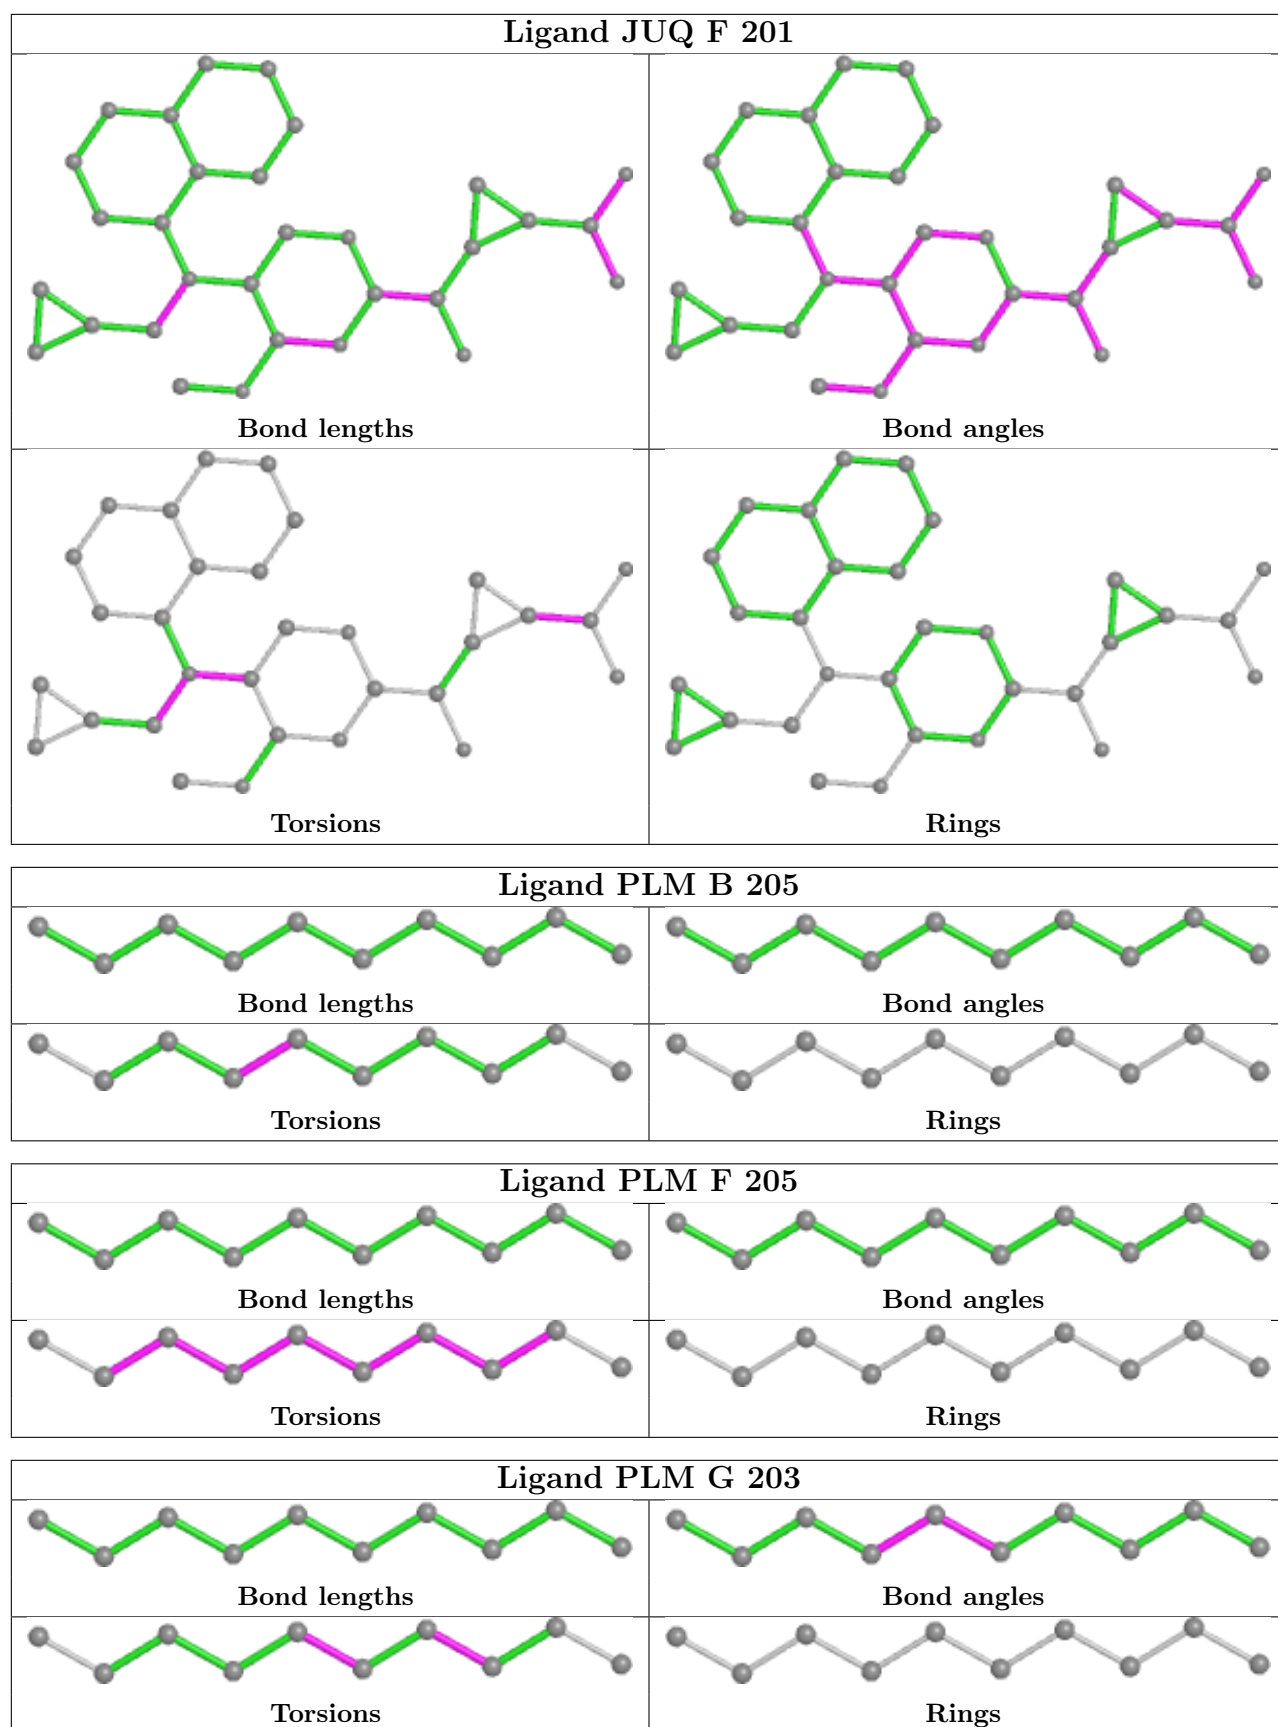 Ligand JUQ F 201
Bond lengths
Bond angles
Torsions
Rings
Ligand PLM B 205
Bond lengths
Bond angles
Torsions
Rings
Ligand PLM F 205
Bond lengths
Bond angles
Torsions
Rings
Ligand PLM G 203
Bond lengths
Bond angles
Torsions
Rings